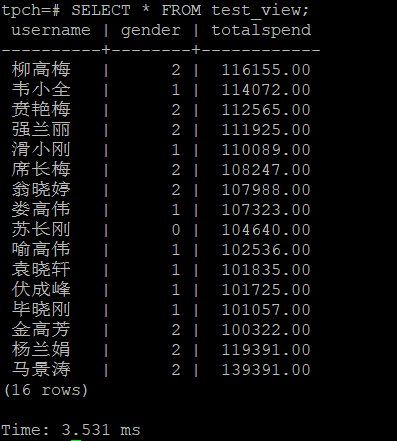 tpch=# SELECT * FROM test_view;
username | gender | totalspend
----------+--------+------------
柳高梅 | 2 | 116155.00
韦小全 | 1 | 114072.00
贲艳梅 | 2 | 112565.00
强兰丽 | 2 | 111925.00
滑小刚 | 1 | 110089.00
席长梅 | 2 | 108247.00
翁晓婷 | 2 | 107988.00
娄高伟 | 1 | 107323.00
苏长刚 | 0 | 104640.00
喻高伟 | 1 | 102536.00
袁晓轩 | 1 | 101835.00
伏成峰 | 1 | 101725.00
毕晓刚 | 1 | 101057.00
金高芳 | 2 | 100322.00
杨兰娟 | 2 | 119391.00
马景涛 | 2 | 139391.00
(16 rows)
Time: 3.531 ms